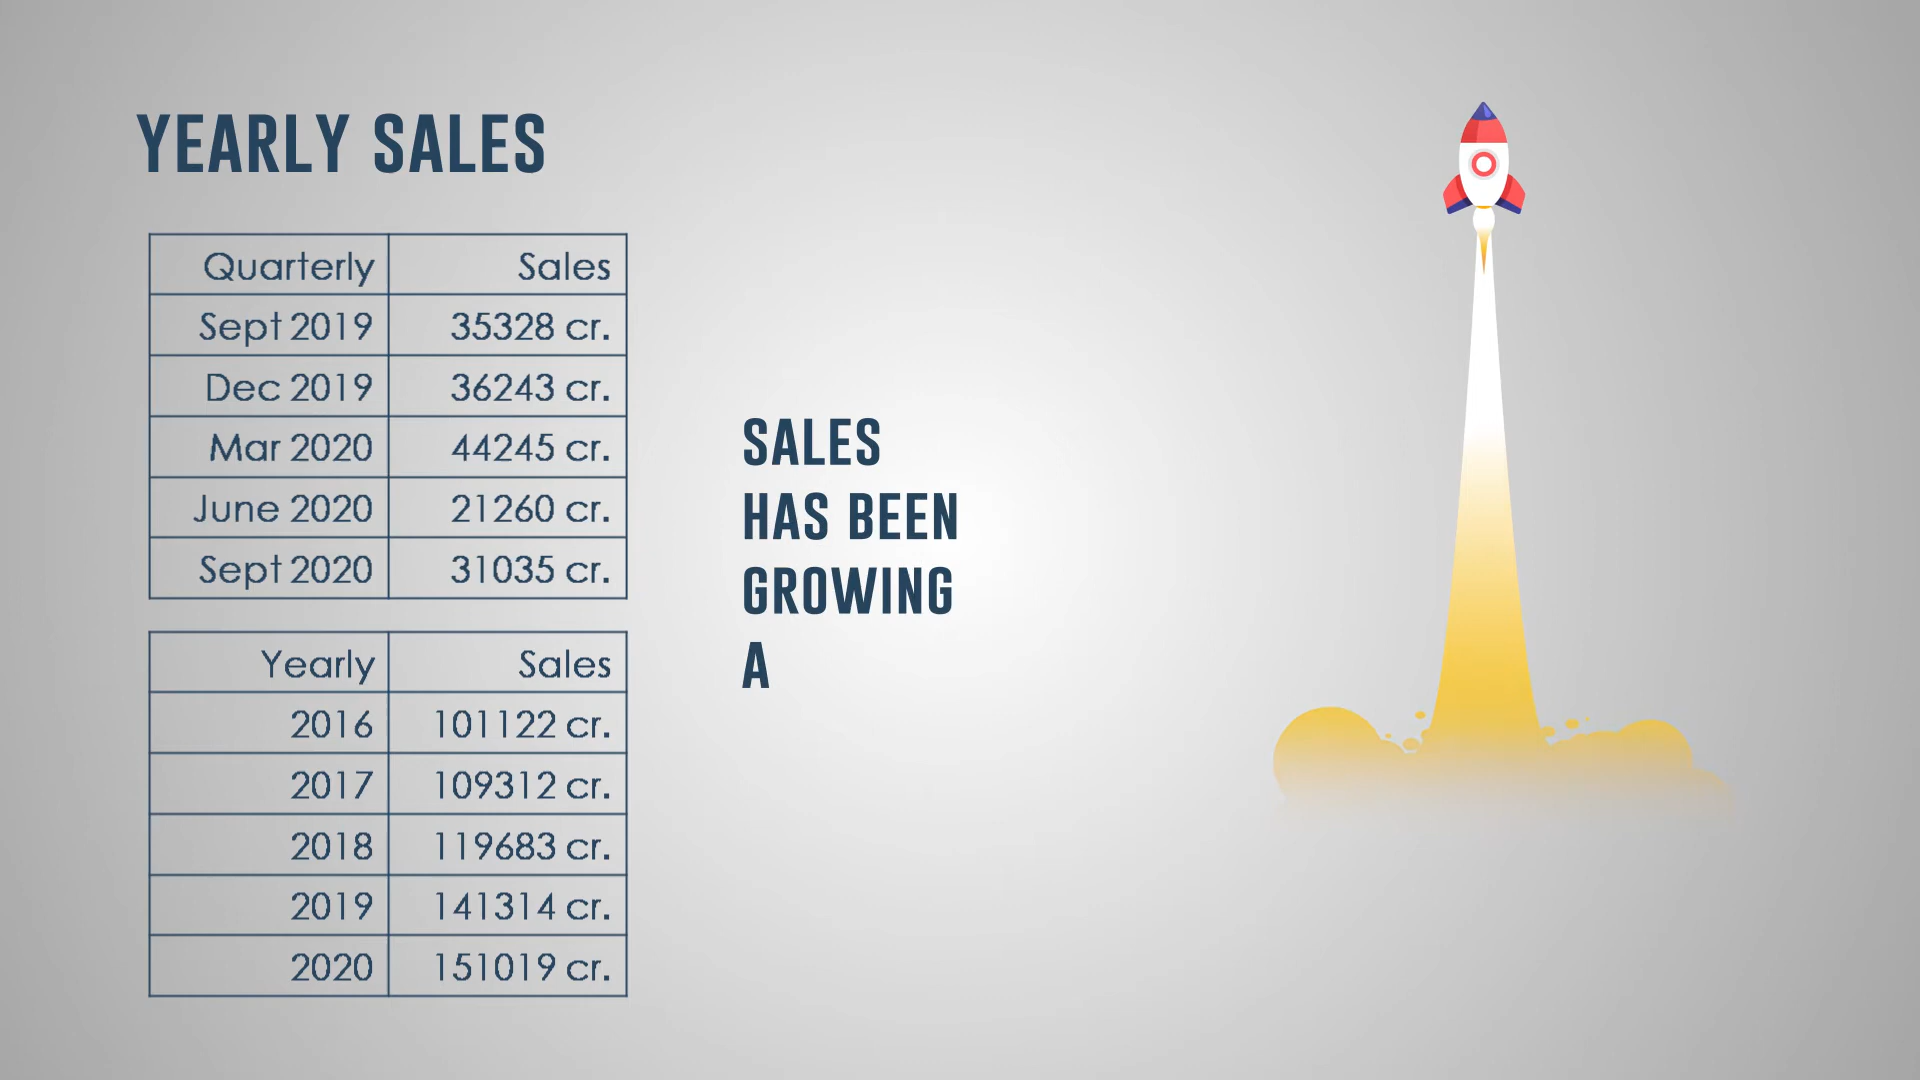 YEARLY SALES
Quarterly Sales
Sept 2019 35328 cr.
Dec 2019 36243 cr.
Mar 2020 44245 cr.
June 2020 21260 cr.
Sept 2020 31035 cr.
Yearly Sales
2016 101122 cr.
2017 109312 cr.
2018 119683 cr.
2019 141314 cr.
2020 151019 cr.
SALES
HAS BEEN
GROWING
A